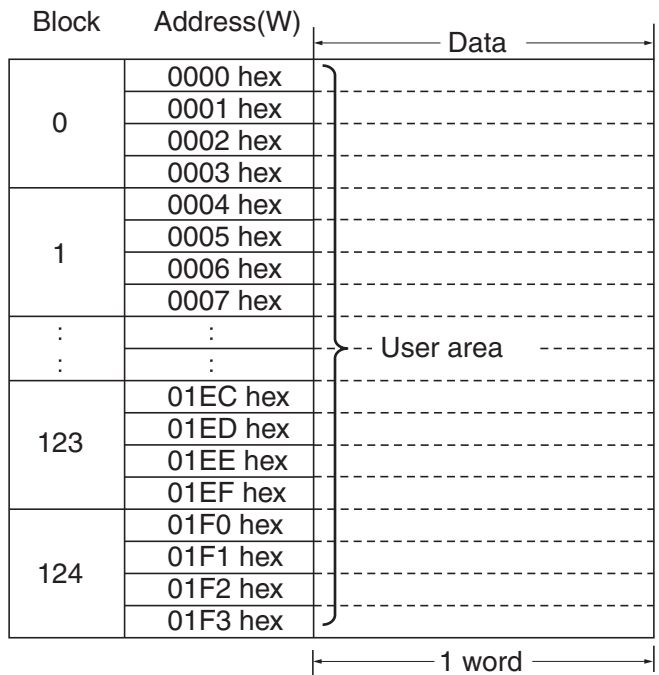 Block Address(W) Data
0 0000 hex
0001 hex
0002 hex
0003 hex
1 0004 hex
0005 hex
0006 hex
0007 hex
: :
: :
User area
123 01EC hex
01ED hex
01EE hex
01EF hex
124 01F0 hex
01F1 hex
01F2 hex
01F3 hex
1 word